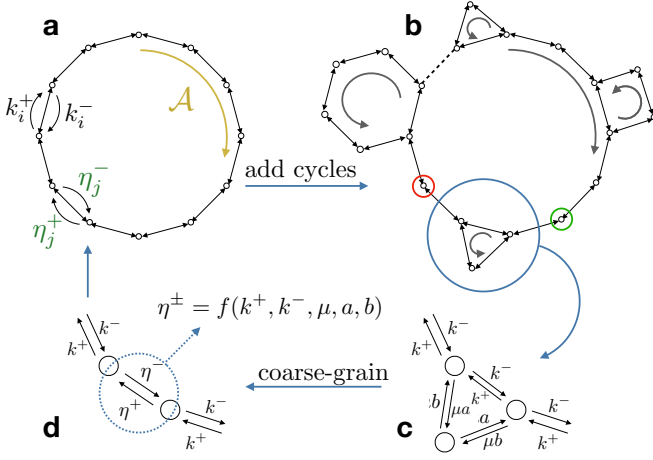 a
b
k_i^+
k_i^-
𝒜
η_j^-
η_j^+
add cycles
η^± = f(k^+, k^-, μ, a, b)
k^-
k^+
η^-
η^+
k^-
k^+
coarse-grain
k^-
k^+
k^-
b
μa
k^+
a
μb
k^-
k^+
d
c